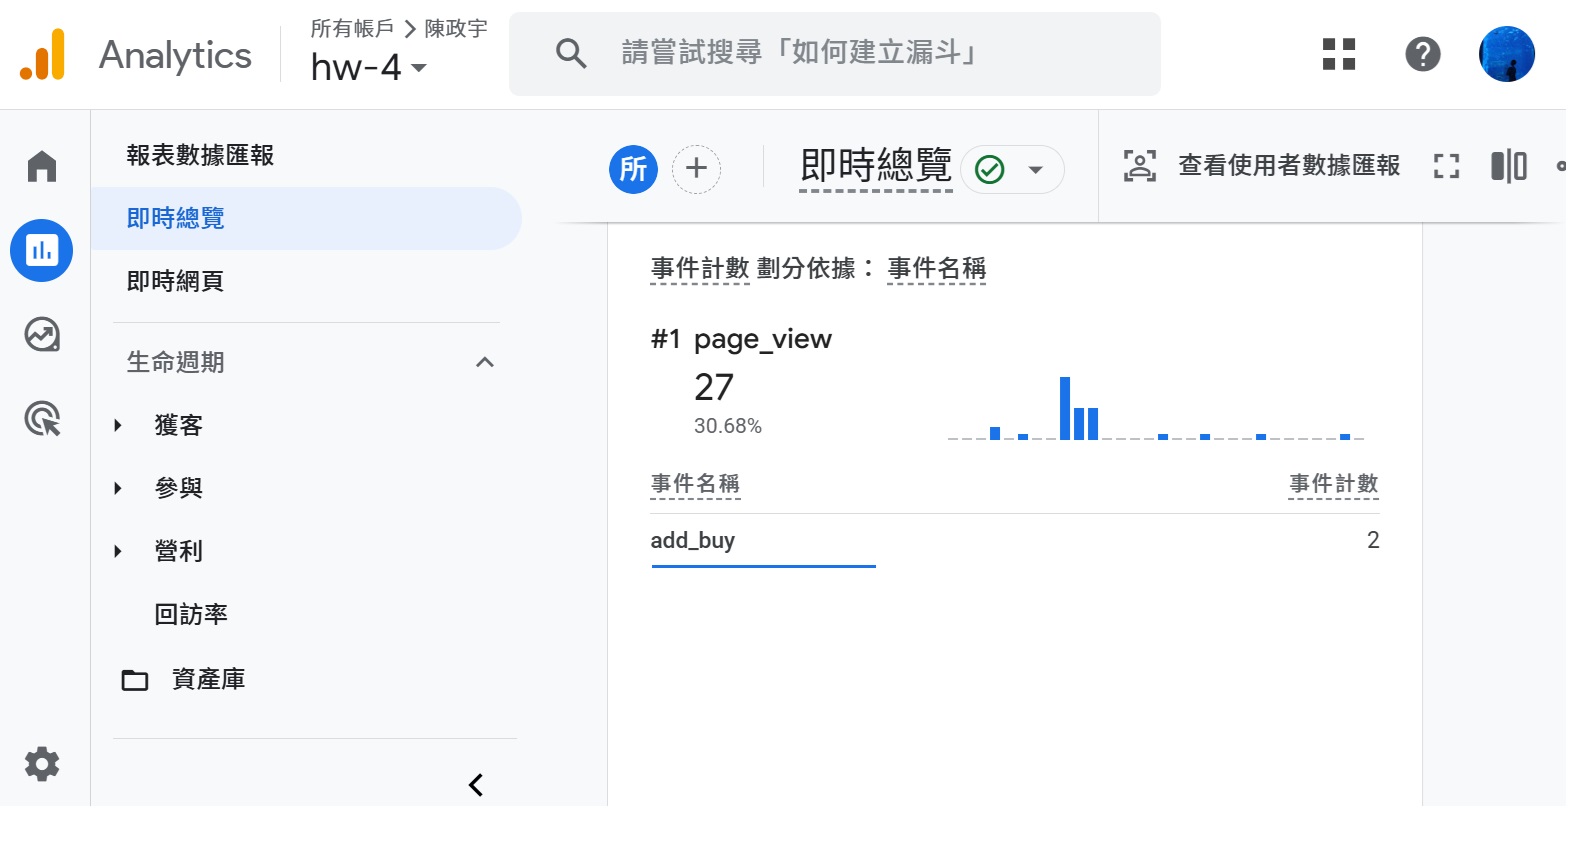 Analytics
所有帳戶 > 陳政宇
hw-4
請嘗試搜尋「如何建立漏斗」
報表數據匯報
即時總覽
即時網頁
生命週期
獲客
參與
營利
回訪率
資產庫
所
即時總覽
查看使用者數據匯報
事件計數 劃分依據： 事件名稱
#1 page_view
27
30.68%
事件名稱 事件計數
add_buy 2